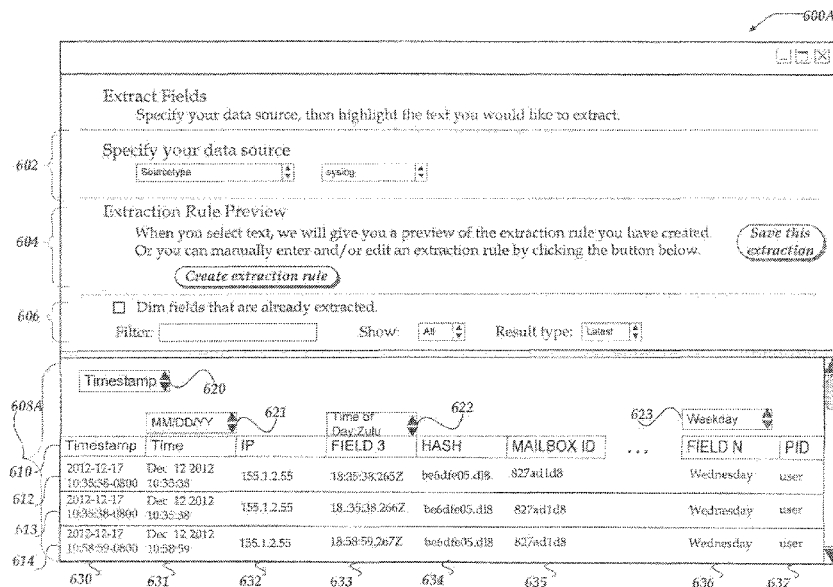 600A
Extract Fields
Specify your data source, then highlight the text you would like to extract.
602
Specify your data source
Sourcetype syslog
604
Extraction Rule Preview
When you select text, we will give you a preview of the extraction rule you have created.
Or you can manually enter and/or edit an extraction rule by clicking the button below.
Save this
extraction
Create extraction rule
606
Dim fields that are already extracted.
Filter: Show: All Result type: Latest
608A
Timestamp 620
MM/DD/YY 621 Time of
Day:Zulu 622 623 Weekday
Timestamp Time IP FIELD 3 HASH MAILBOX ID ... FIELD N PID
610
2012-12-17 Dec 12 2012
10:35:38-0800 10:35:38 155.1.2.55 18:35:38.265Z be6dfe05.dl8. 827ad1d8 Wednesday user
612
2012-12-17 Dec 12 2012
10:35:38-0800 10:35:38 155.1.2.55 18:35:38.266Z be6dfe05.dl8 827ad1d8 Wednesday user
613
2012-12-17 Dec 12 2012
10:58:59-0800 10:58:59 155.1.2.55 18:58:59.267Z be6dfe05.dl8 827ad1d8 Wednesday user
614
630 631 632 633 634 635 636 637